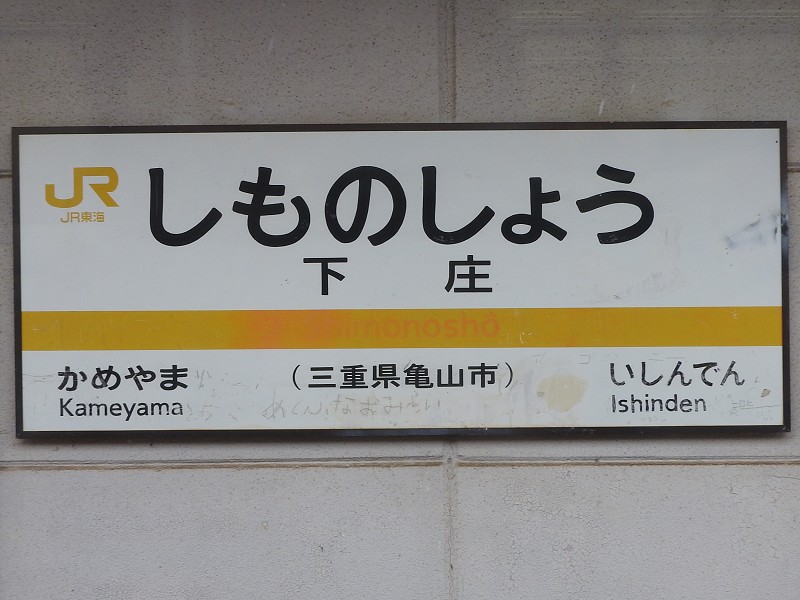 JR
JR東海
しものしょう
下庄
imonoshō
かめやま
（三重県亀山市）
いしんでん
Kameyama
Ishinden